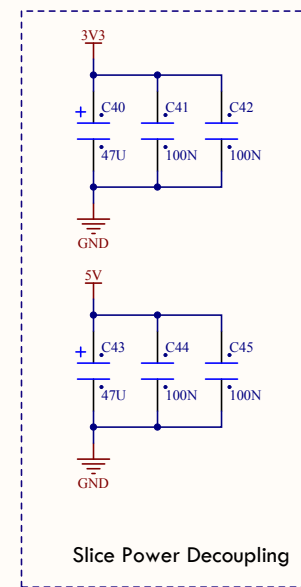 3V3
+ C40 C41 C42
47U 100N 100N
GND
5V
+ C43 C44 C45
47U 100N 100N
GND
Slice Power Decoupling